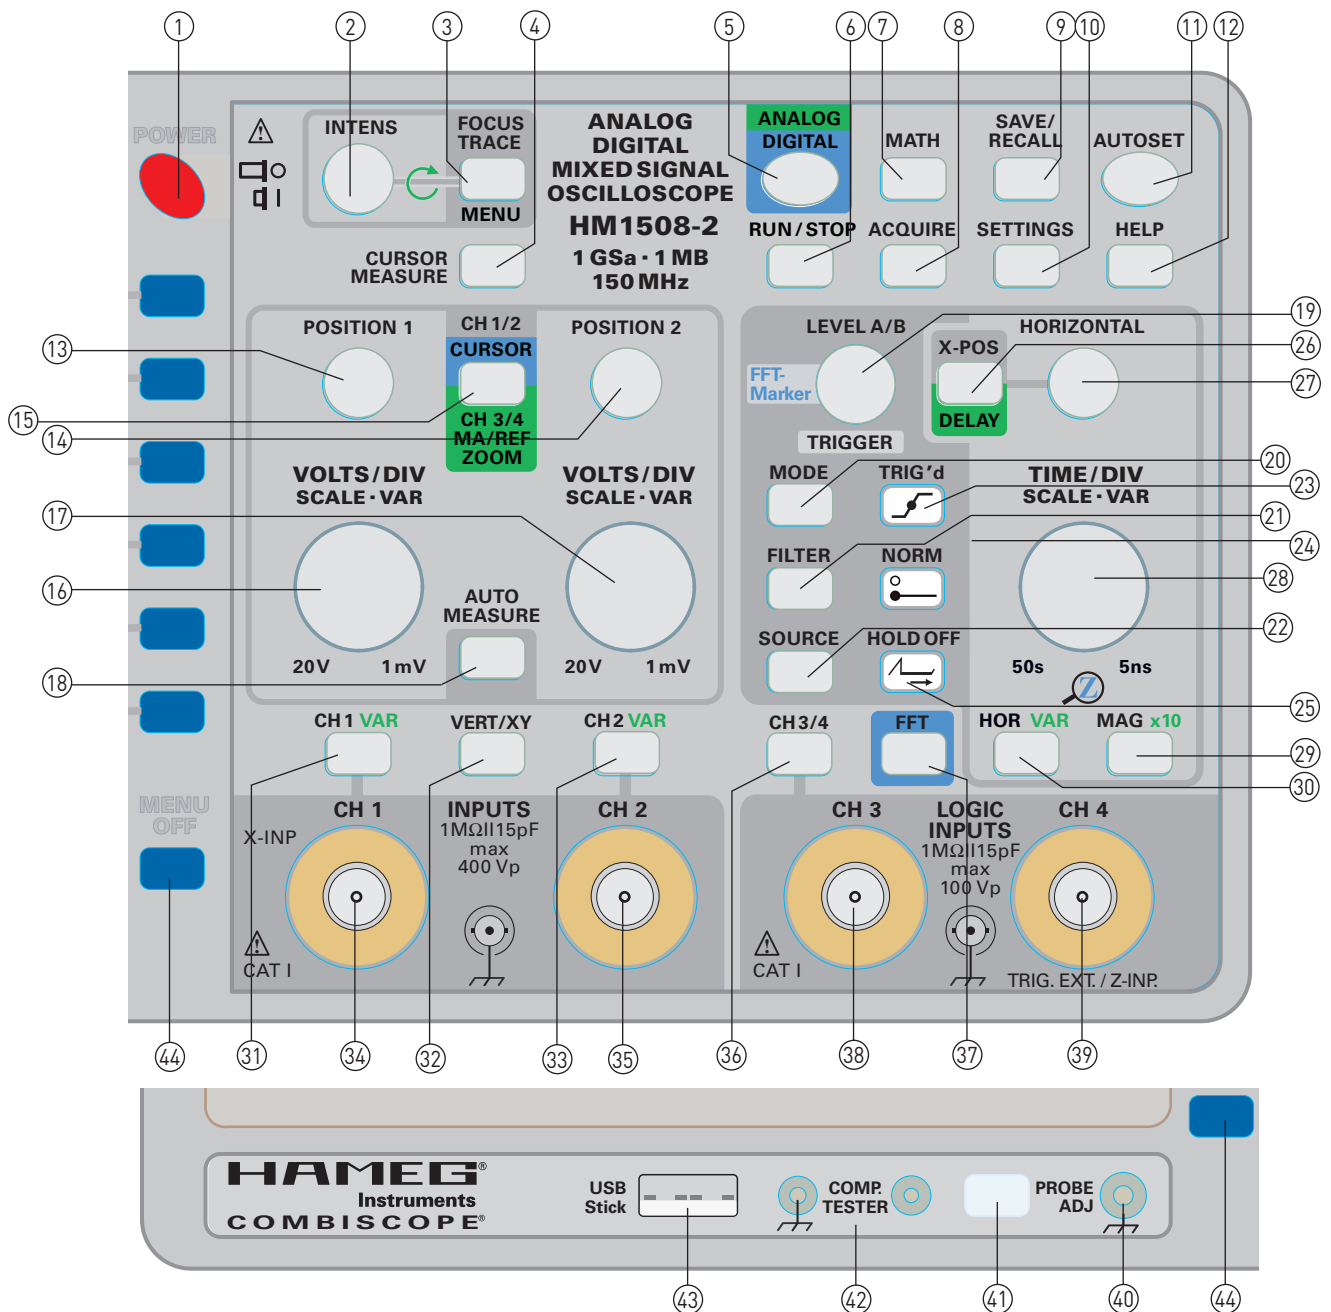 1 2 3 4 5 6 7 8 9 10 11 12
POWER
INTENS
FOCUS
TRACE
MENU
CURSOR
MEASURE
ANALOG
DIGITAL
MIXED SIGNAL
OSCILLOSCOPE
HM1508-2
1 GSa · 1 MB
150 MHz
ANALOG
DIGITAL
MATH
SAVE/
RECALL
AUTOSET
RUN / STOP
ACQUIRE
SETTINGS
HELP
13
15
14
17
16
18
POSITION 1
CH 1/2
CURSOR
CH 3/4
MA/REF
ZOOM
POSITION 2
VOLTS / DIV
SCALE · VAR
VOLTS / DIV
SCALE · VAR
20 V 1 mV
AUTO
MEASURE
20 V 1 mV
LEVEL A/B
FFT-
Marker
TRIGGER
X-POS
DELAY
HORIZONTAL
MODE
TRIG'd
FILTER
NORM
SOURCE
HOLD OFF
TIME / DIV
SCALE · VAR
50s 5ns
Z
19
26
27
20
23
21
24
28
22
25
29
30
CH 1 VAR
VERT/XY
CH 2 VAR
CH 3/4
FFT
HOR VAR
MAG x10
MENU
OFF
CH 1
X-INP
INPUTS
1MΩII15pF
max
400 Vp
CH 2
CAT I
CH 3
LOGIC
INPUTS
1MΩII15pF
max
100 Vp
CH 4
CAT I
TRIG. EXT. / Z-INP.
44 31 34 32 33 35 36 38 37 39
HAMEG®
Instruments
COMBISCOPE®
USB
Stick
COMP.
TESTER
PROBE
ADJ
43 42 41 40 44